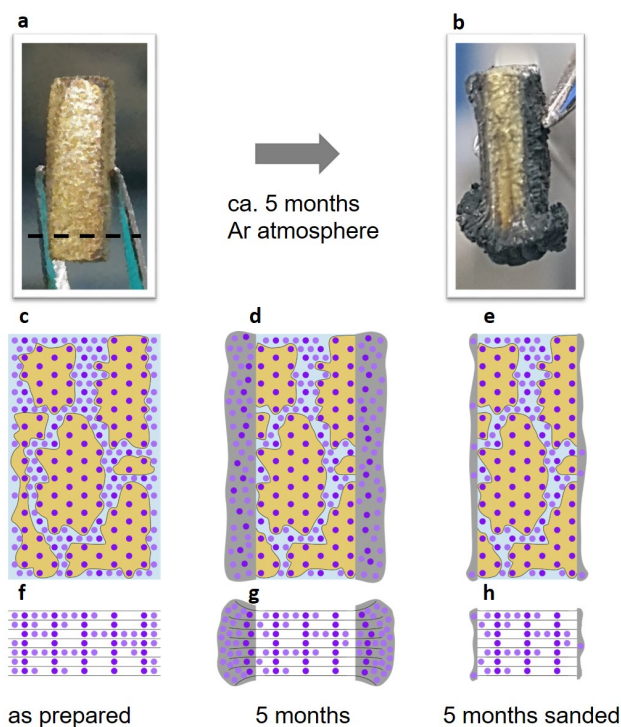 a
b
ca. 5 months
Ar atmosphere
c
d
e
f
g
h
as prepared
5 months
5 months sanded